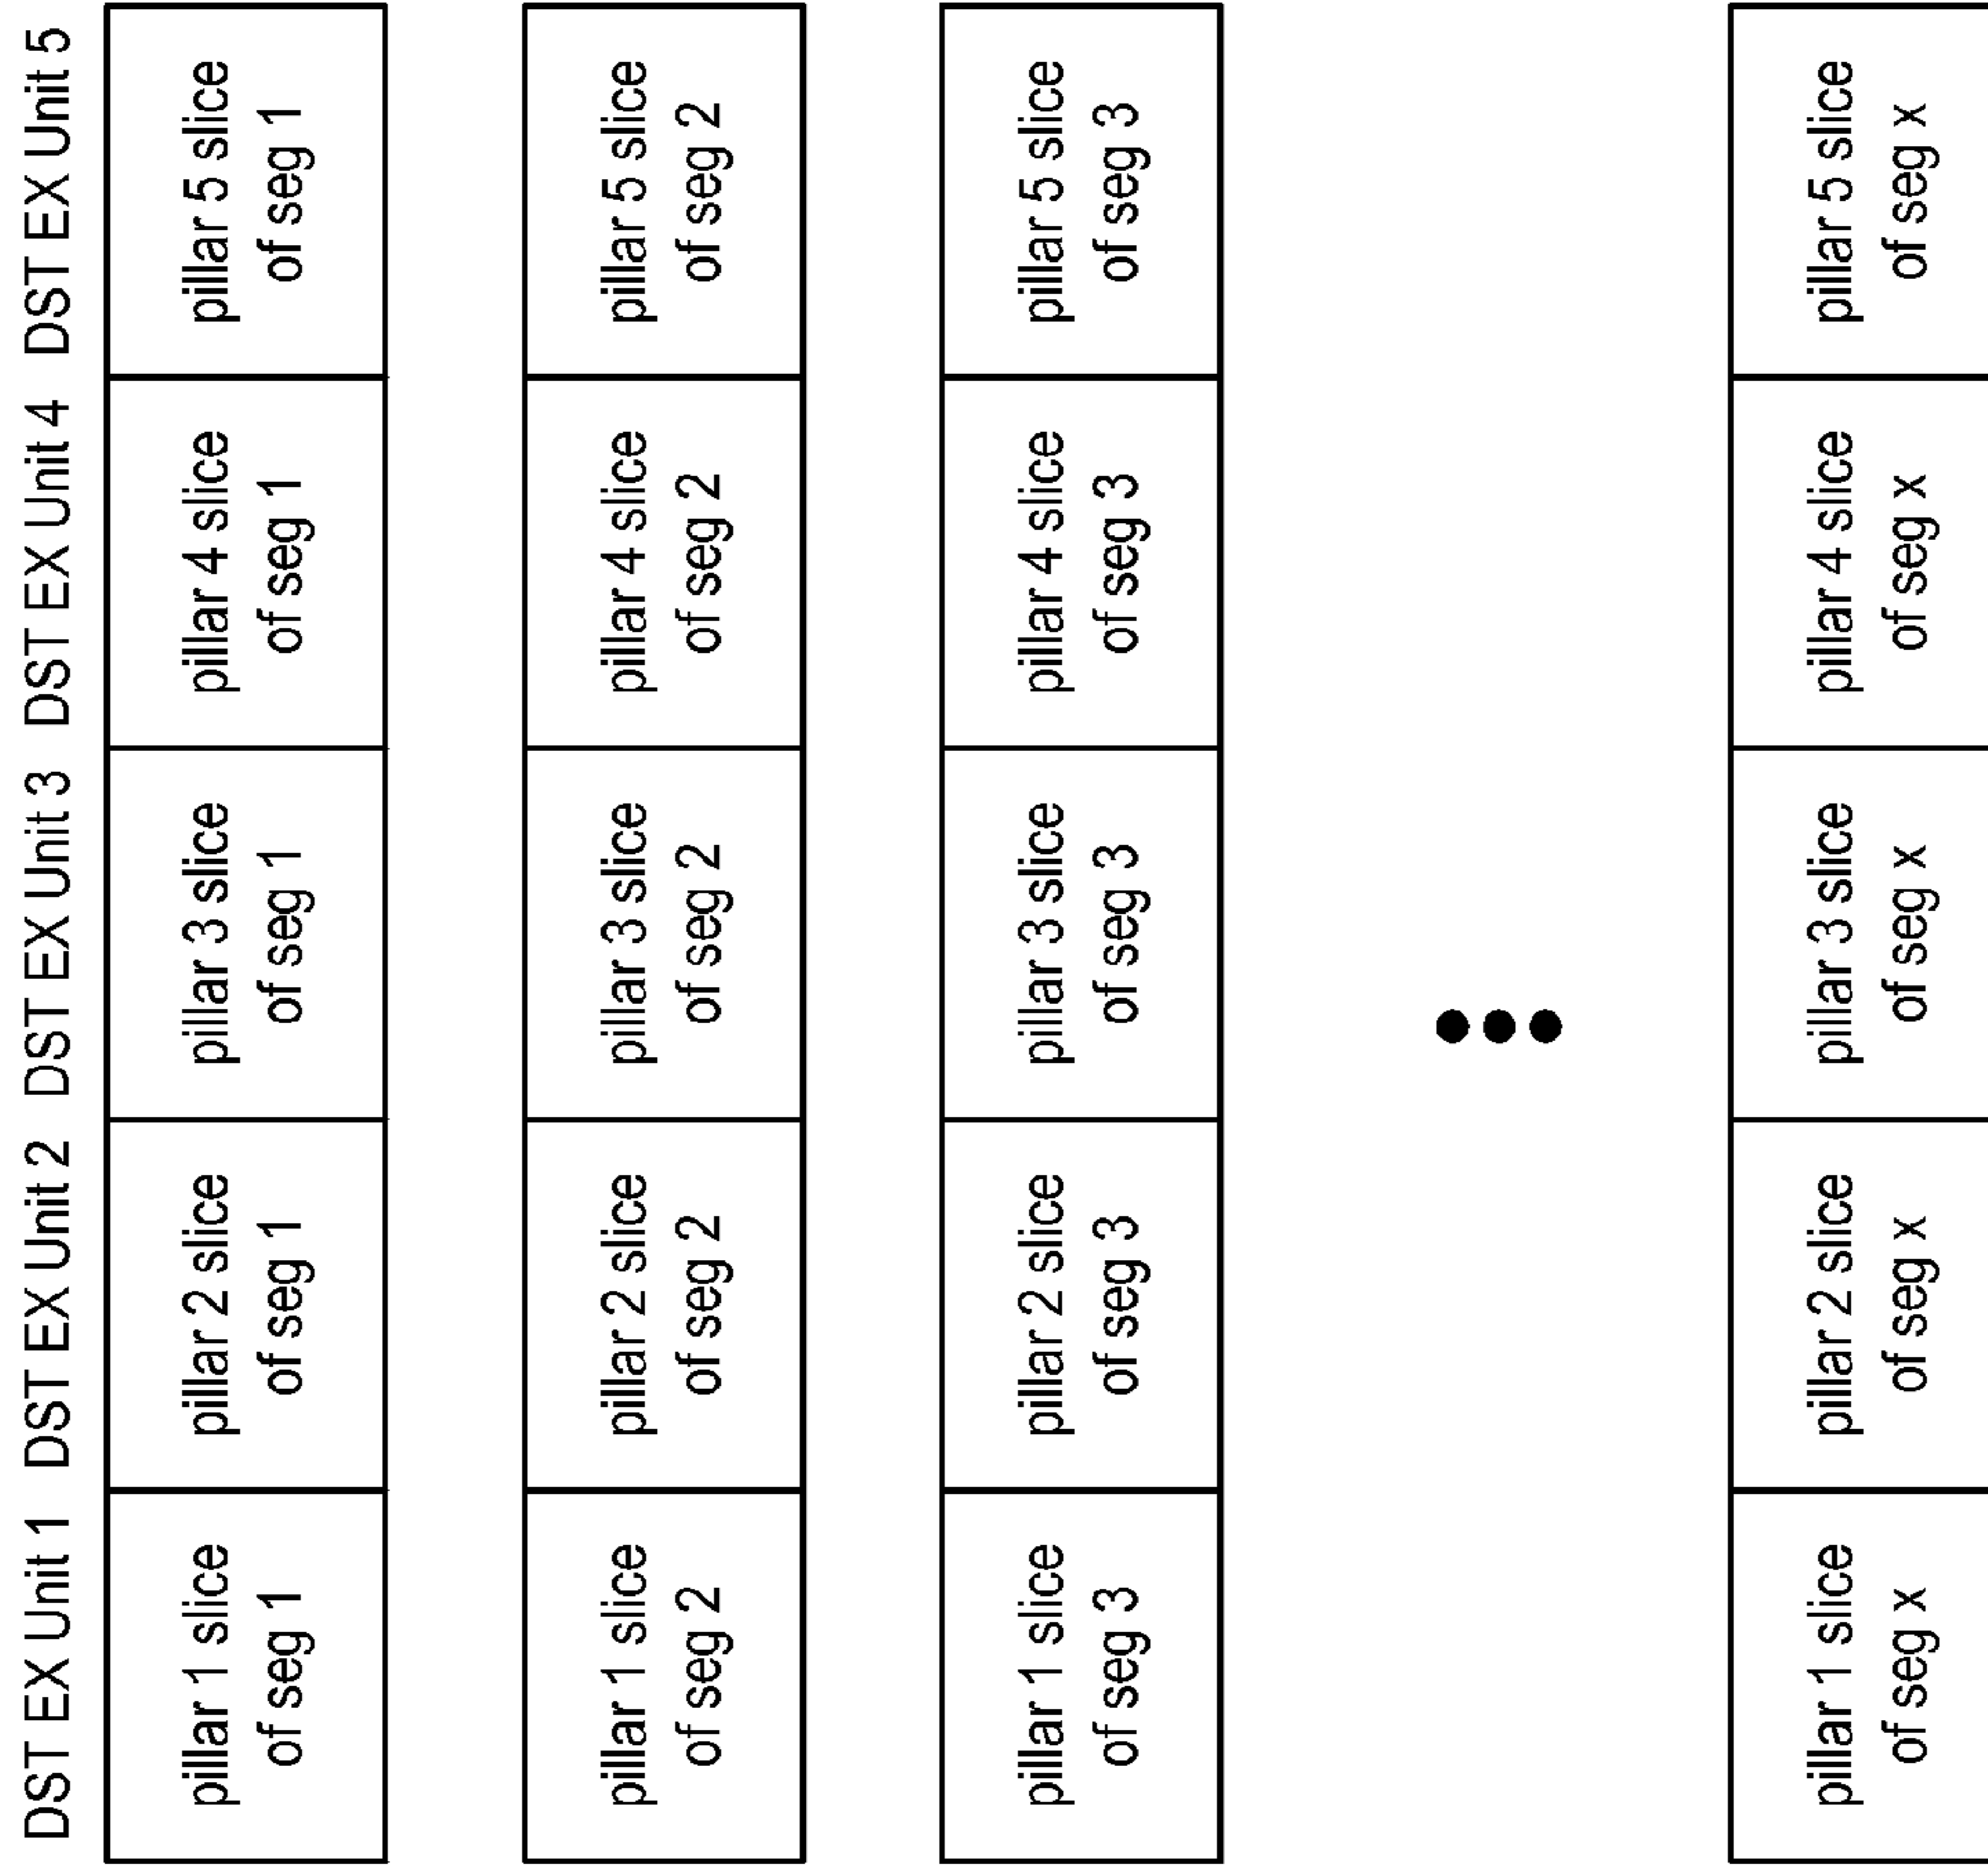 DST EX Unit 1 DST EX Unit 2 DST EX Unit 3 DST EX Unit 4 DST EX Unit 5
pillar 1 slice
of seg 1
pillar 2 slice
of seg 1
pillar 3 slice
of seg 1
pillar 4 slice
of seg 1
pillar 5 slice
of seg 1
pillar 1 slice
of seg 2
pillar 2 slice
of seg 2
pillar 3 slice
of seg 2
pillar 4 slice
of seg 2
pillar 5 slice
of seg 2
pillar 1 slice
of seg 3
pillar 2 slice
of seg 3
pillar 3 slice
of seg 3
pillar 4 slice
of seg 3
pillar 5 slice
of seg 3
pillar 1 slice
of seg x
pillar 2 slice
of seg x
pillar 3 slice
of seg x
pillar 4 slice
of seg x
pillar 5 slice
of seg x